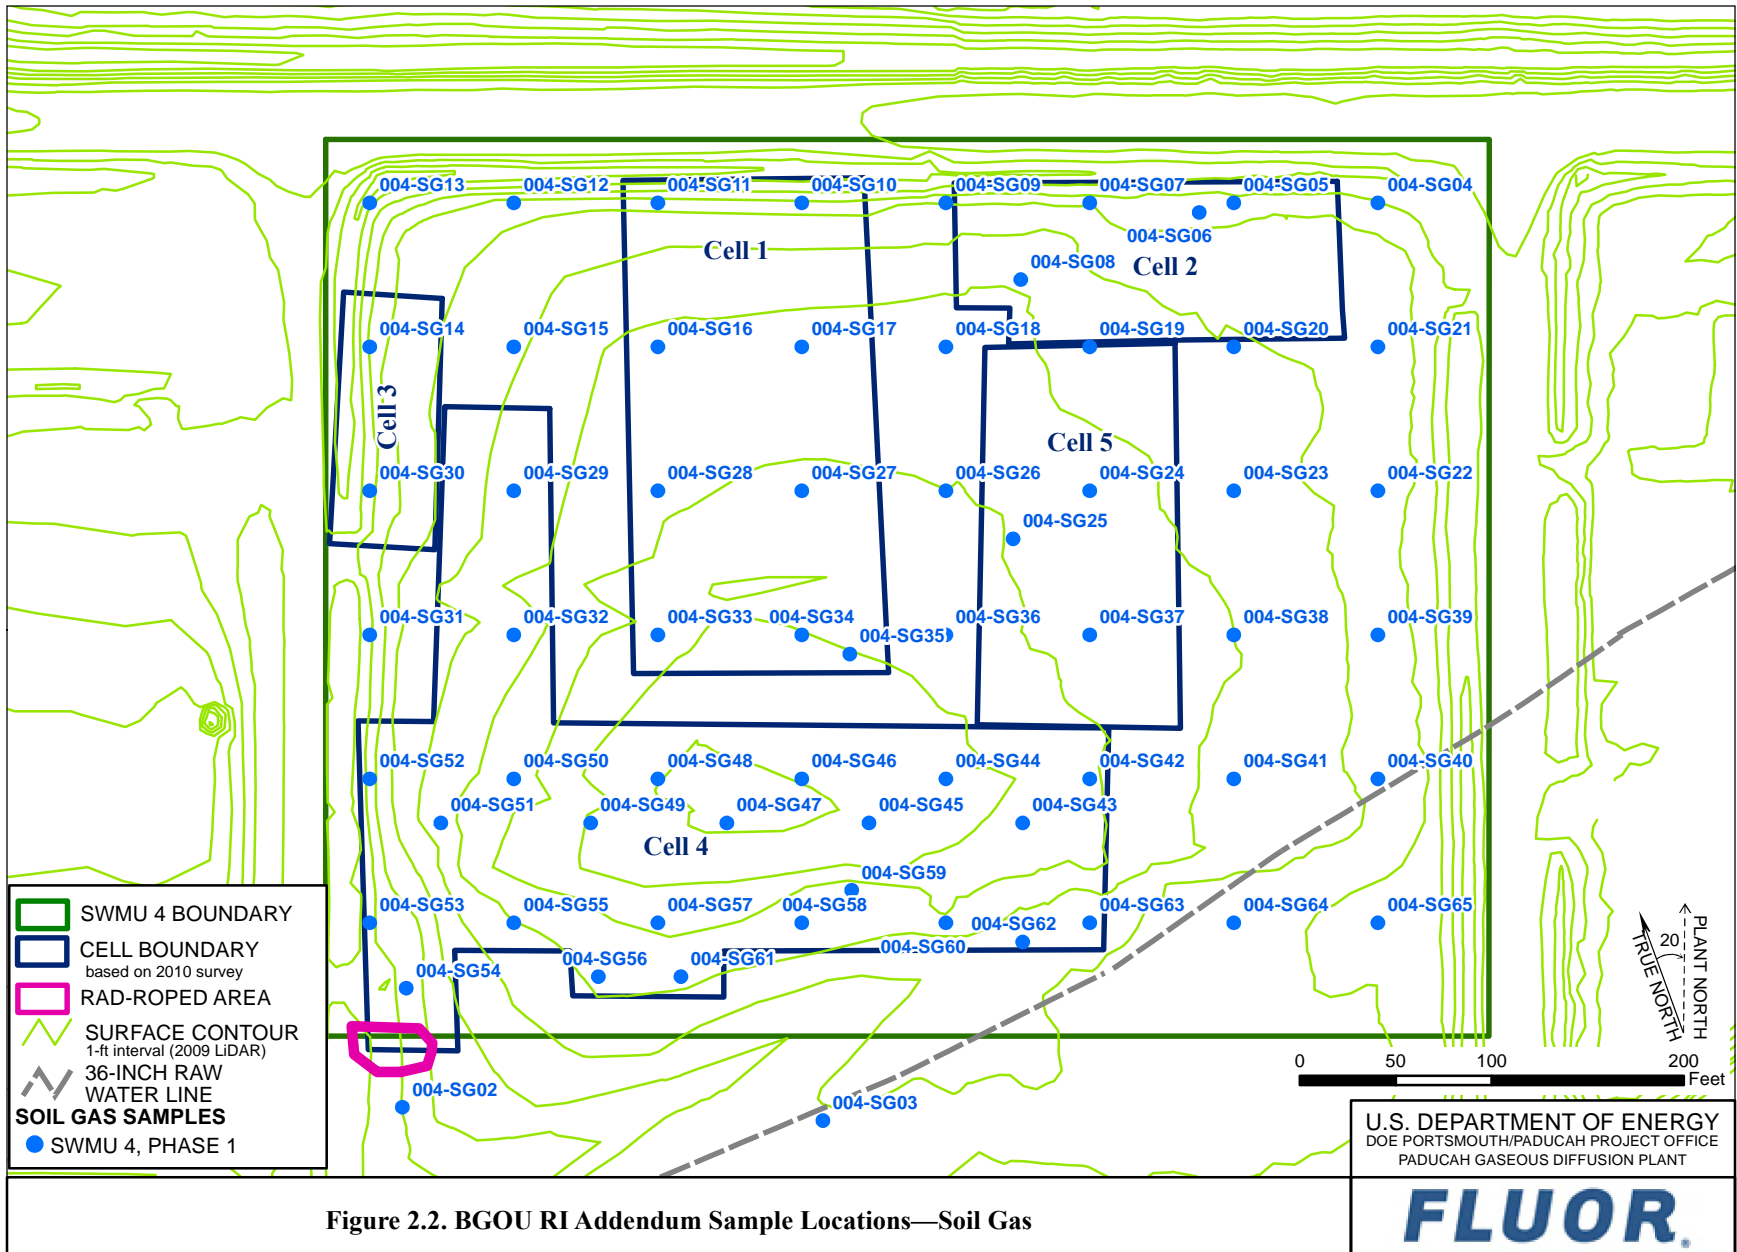 004-SG13 004-SG12 004-SG11 004-SG10 004-SG09 004-SG07 004-SG05 004-SG04
004-SG06
Cell 1
004-SG08
Cell 2
004-SG14 004-SG15 004-SG16 004-SG17 004-SG18 004-SG19 004-SG20 004-SG21
Cell 3
Cell 5
004-SG30 004-SG29 004-SG28 004-SG27 004-SG26 004-SG24 004-SG23 004-SG22
004-SG25
004-SG31 004-SG32 004-SG33 004-SG34 004-SG36 004-SG37 004-SG38 004-SG39
004-SG35
004-SG52 004-SG50 004-SG48 004-SG46 004-SG44 004-SG42 004-SG41 004-SG40
004-SG51 004-SG49 004-SG47 004-SG45 004-SG43
Cell 4
004-SG59
004-SG53 004-SG55 004-SG57 004-SG58 004-SG63 004-SG64 004-SG65
004-SG62
004-SG60
004-SG54 004-SG56 004-SG61
004-SG02
004-SG03
SWMU 4 BOUNDARY
CELL BOUNDARY
based on 2010 survey
RAD-ROPED AREA
SURFACE CONTOUR
1-ft interval (2009 LiDAR)
36-INCH RAW
WATER LINE
SOIL GAS SAMPLES
SWMU 4, PHASE 1
TRUE NORTH
20
PLANT NORTH
0 50 100 200
Feet
U.S. DEPARTMENT OF ENERGY
DOE PORTSMOUTH/PADUCAH PROJECT OFFICE
PADUCAH GASEOUS DIFFUSION PLANT
Figure 2.2. BGOU RI Addendum Sample Locations—Soil Gas
FLUOR®